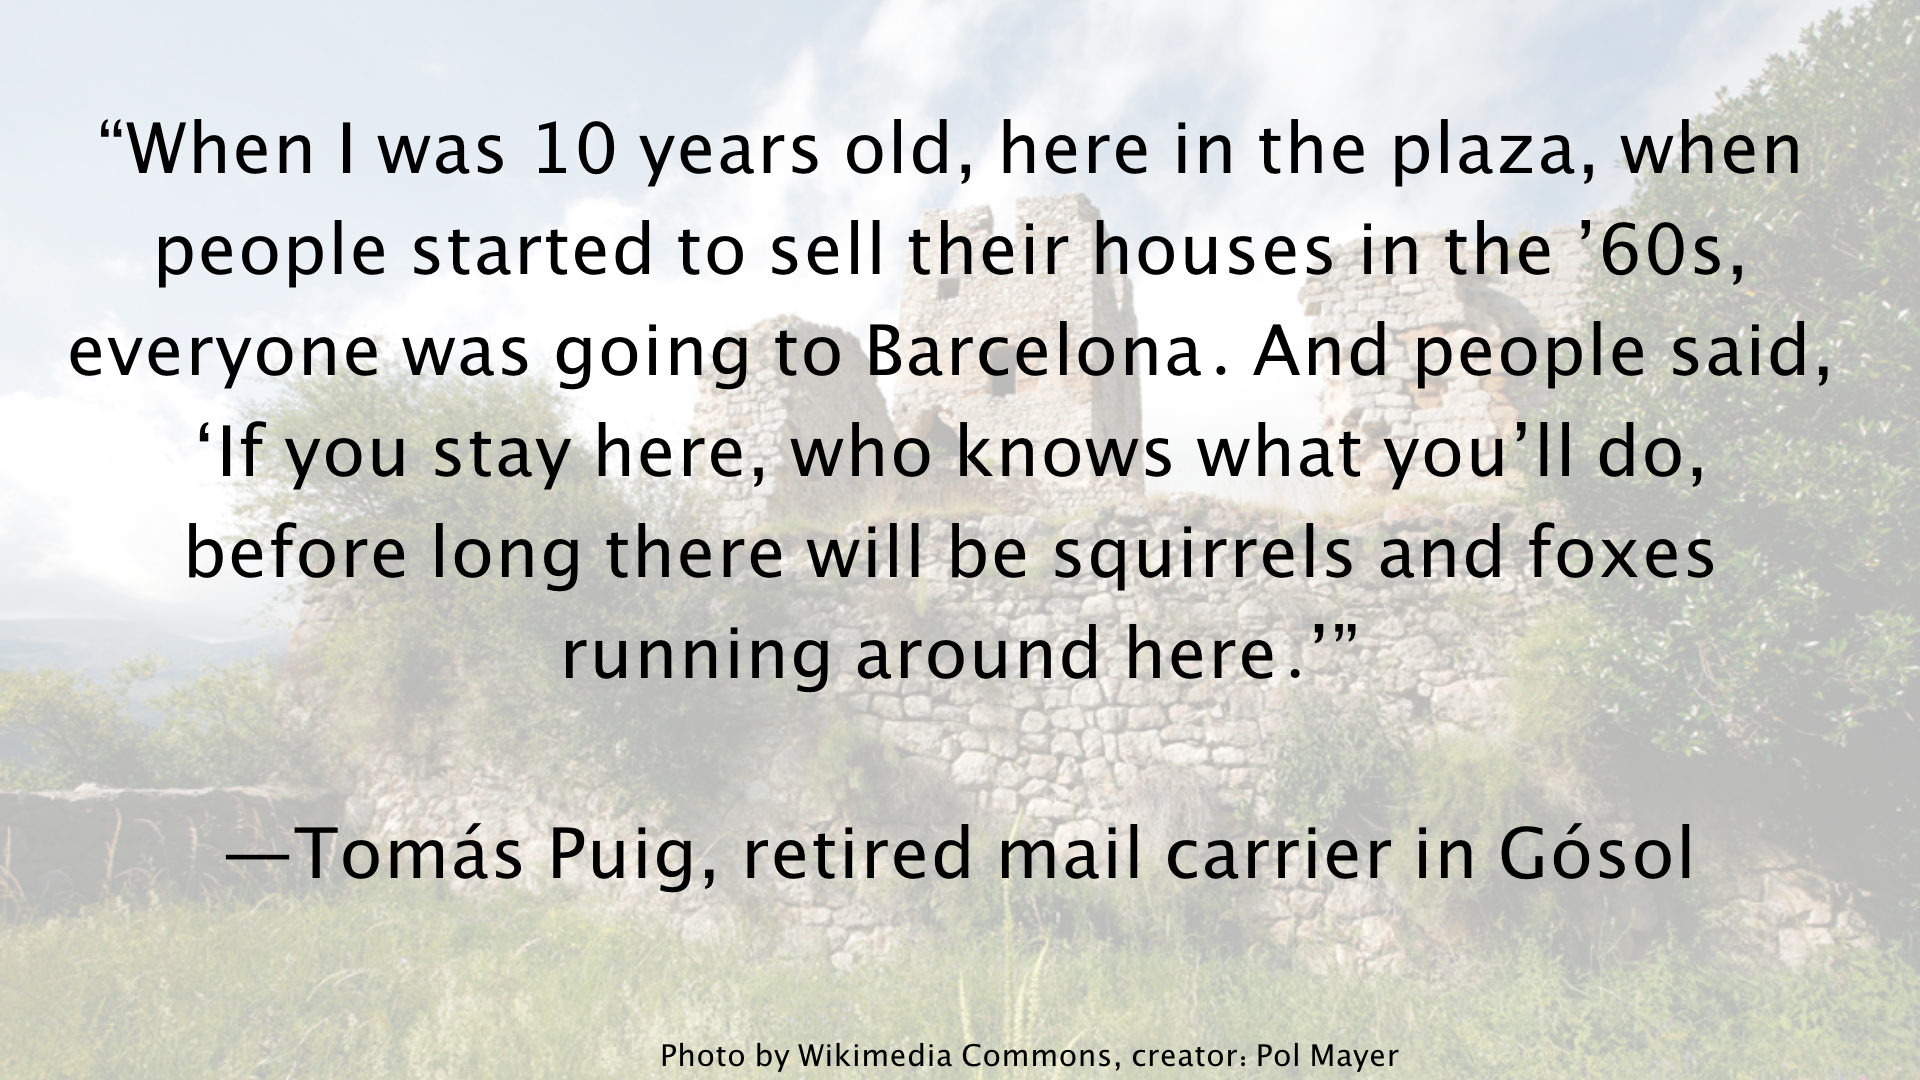 “When I was 10 years old, here in the plaza, when
people started to sell their houses in the ’60s,
everyone was going to Barcelona. And people said,
‘If you stay here, who knows what you’ll do,
before long there will be squirrels and foxes
running around here.’”
—Tomás Puig, retired mail carrier in Gósol
Photo by Wikimedia Commons, creator: Pol Mayer